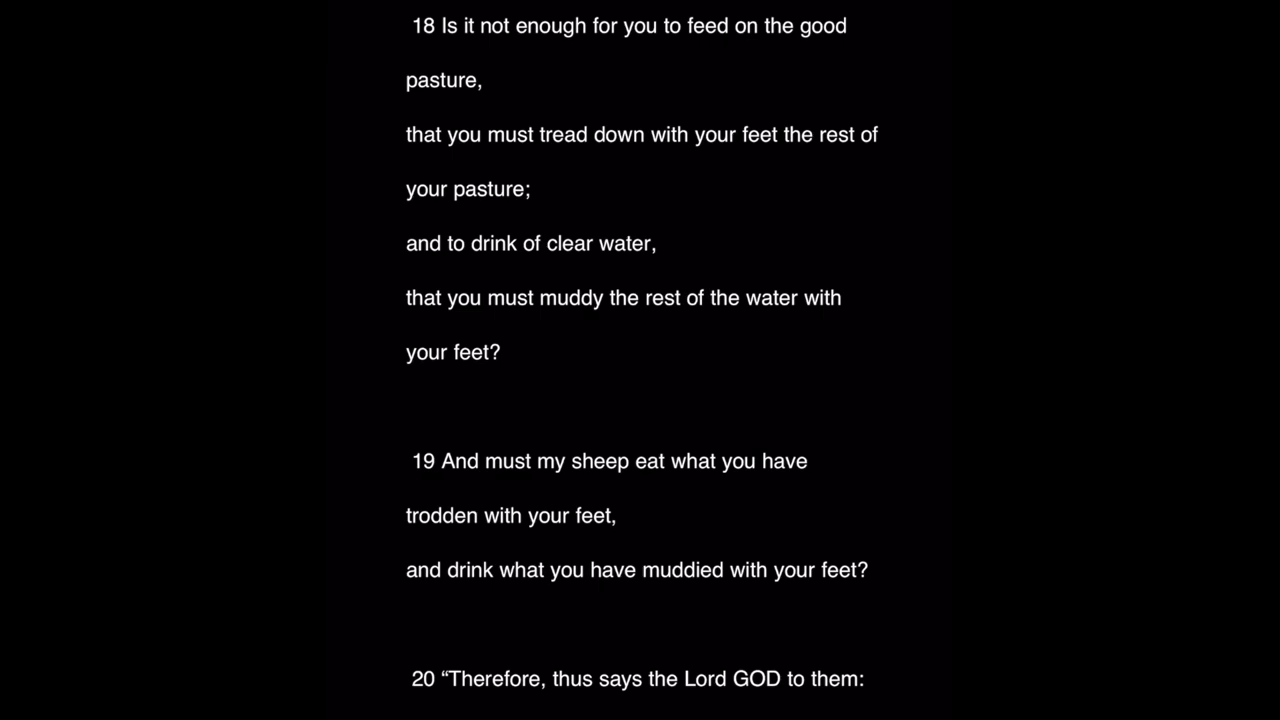 18 Is it not enough for you to feed on the good
pasture,
that you must tread down with your feet the rest of
your pasture;
and to drink of clear water,
that you must muddy the rest of the water with
your feet?
19 And must my sheep eat what you have
trodden with your feet,
and drink what you have muddied with your feet?
20 “Therefore, thus says the Lord GOD to them: